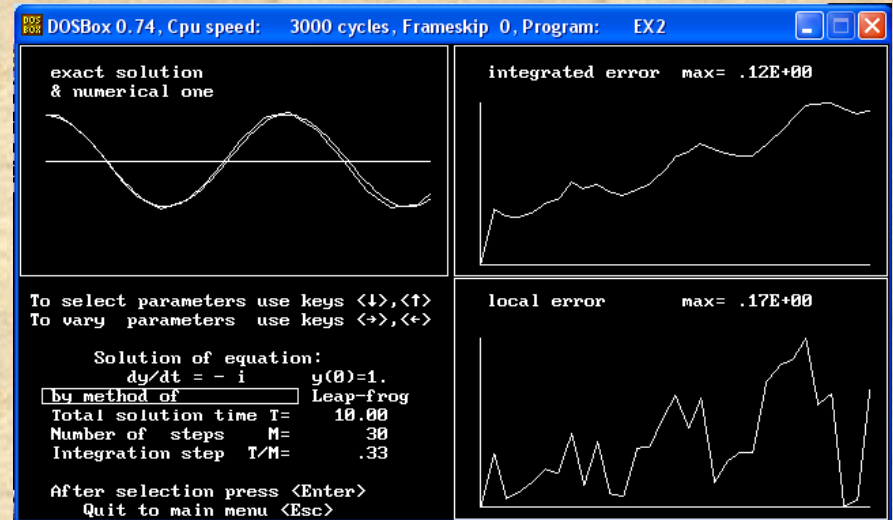 DOSBox 0.74, Cpu speed: 3000 cycles, Frameskip 0, Program: EX2
exact solution
& numerical one
integrated error max= .12E+00
To select parameters use keys <↓>,<↑>
To vary parameters use keys <→>,<←>
Solution of equation:
dy/dt = - i y(0)=1.
by method of Leap-frog
Total solution time T= 10.00
Number of steps M= 30
Integration step T/M= .33
After selection press <Enter>
Quit to main menu <Esc>
local error max= .17E+00